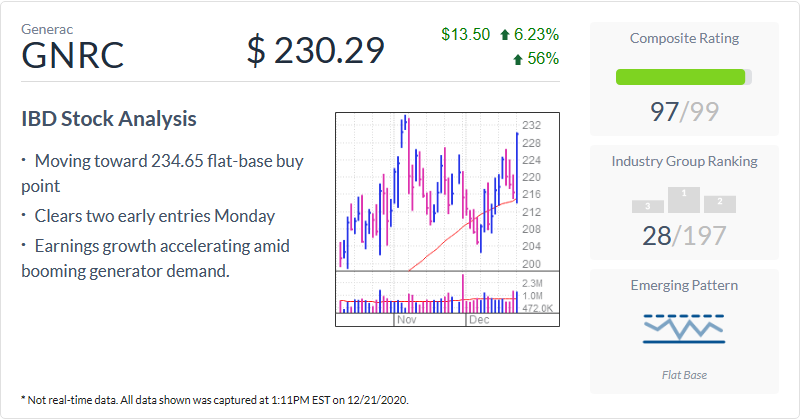 Generac
GNRC
$ 230.29
$13.50 6.23%
56%
IBD Stock Analysis
· Moving toward 234.65 flat-base buy
point
· Clears two early entries Monday
· Earnings growth accelerating amid
booming generator demand.
232
228
224
220
216
212
208
204
200
2.3M
1.0M
472.0K
Nov Dec
* Not real-time data. All data shown was captured at 1:11PM EST on 12/21/2020.
Composite Rating
97/99
Industry Group Ranking
3 1 2
28/197
Emerging Pattern
Flat Base